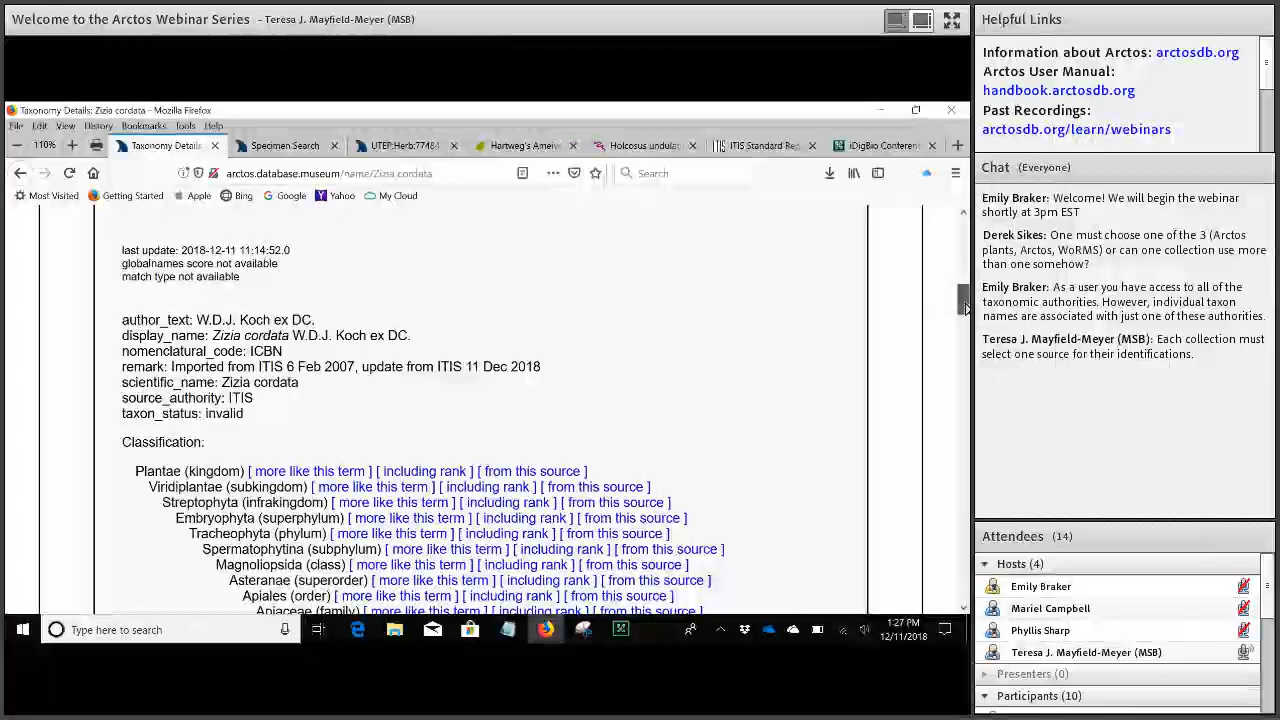 Welcome to the Arctos Webinar Series - Teresa J. Mayfield-Meyer (MSB)
Taxonomy Details: Zizia cordata - Mozilla Firefox
File Edit View History Bookmarks Tools Help
110% Taxonomy Details Specimen Search UTEP:Herb:77484 Hartweg's Ameiv Holcosus undulat ITIS Standard Re iDigBio Conferenc
arctos.database.museum/name/Zizia cordata
Search
Most Visited Getting Started Apple Bing Google Yahoo My Cloud
last update: 2018-12-11 11:14:52.0
globalnames score not available
match type not available
author_text: W.D.J. Koch ex DC.
display_name: Zizia cordata W.D.J. Koch ex DC.
nomenclatural_code: ICBN
remark: Imported from ITIS 6 Feb 2007, update from ITIS 11 Dec 2018
scientific_name: Zizia cordata
source_authority: ITIS
taxon_status: invalid
Classification:
Plantae (kingdom) [ more like this term ] [ including rank ] [ from this source ]
Viridiplantae (subkingdom) [ more like this term ] [ including rank ] [ from this source ]
Streptophyta (infrakingdom) [ more like this term ] [ including rank ] [ from this source ]
Embryophyta (superphylum) [ more like this term ] [ including rank ] [ from this source ]
Tracheophyta (phylum) [ more like this term ] [ including rank ] [ from this source ]
Spermatophytina (subphylum) [ more like this term ] [ including rank ] [ from this source ]
Magnoliopsida (class) [ more like this term ] [ including rank ] [ from this source ]
Asteranae (superorder) [ more like this term ] [ including rank ] [ from this source ]
Apiales (order) [ more like this term ] [ including rank ] [ from this source ]
Apiaceae (family) [ more like this term ] [ including rank ] [ from this source ]
Type here to search
1:27 PM
12/11/2018
Helpful Links
Information about Arctos: arctosdb.org
Arctos User Manual:
handbook.arctosdb.org
Past Recordings:
arctosdb.org/learn/webinars
Chat (Everyone)
Emily Braker: Welcome! We will begin the webinar
shortly at 3pm EST
Derek Sikes: One must choose one of the 3 (Arctos
plants, Arctos, WoRMS) or can one collection use more
than one somehow?
Emily Braker: As a user you have access to all of the
taxonomic authorities. However, individual taxon
names are associated with just one of these authorities.
Teresa J. Mayfield-Meyer (MSB): Each collection must
select one source for their identifications.
Attendees (14)
Hosts (4)
Emily Braker
Mariel Campbell
Phyllis Sharp
Teresa J. Mayfield-Meyer (MSB)
Presenters (0)
Participants (10)